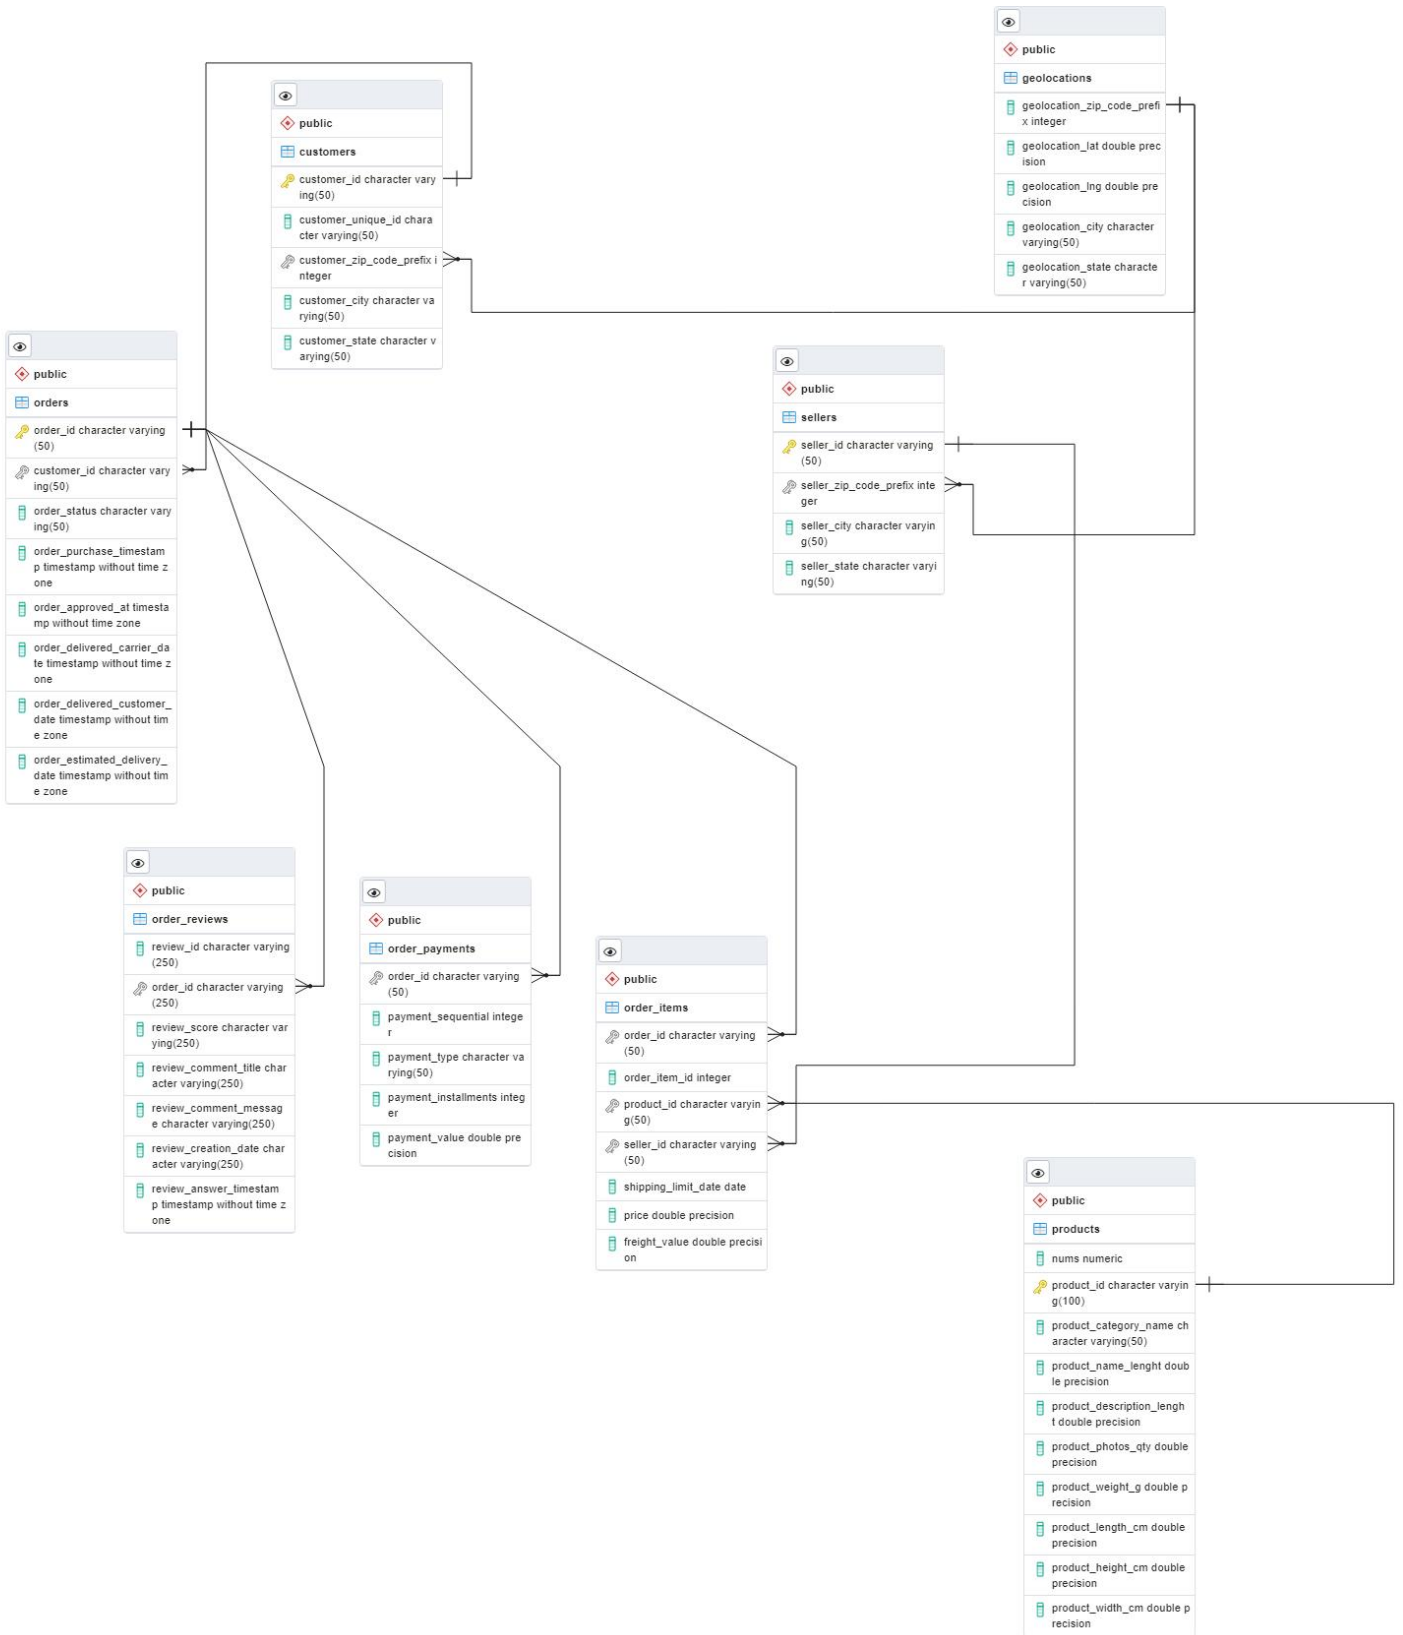 public
geolocations
geolocation_zip_code_prefi
x integer
geolocation_lat double prec
ision
geolocation_lng double pre
cision
geolocation_city character
varying(50)
geolocation_state characte
r varying(50)
public
customers
customer_id character vary
ing(50)
customer_unique_id chara
cter varying(50)
customer_zip_code_prefix i
nteger
customer_city character va
rying(50)
customer_state character v
arying(50)
public
orders
order_id character varying
(50)
customer_id character vary
ing(50)
order_status character vary
ing(50)
order_purchase_timestam
p timestamp without time z
one
order_approved_at timesta
mp without time zone
order_delivered_carrier_da
te timestamp without time z
one
order_delivered_customer_
date timestamp without tim
e zone
order_estimated_delivery_
date timestamp without tim
e zone
public
sellers
seller_id character varying
(50)
seller_zip_code_prefix inte
ger
seller_city character varyin
g(50)
seller_state character varyi
ng(50)
public
order_reviews
review_id character varying
(250)
order_id character varying
(250)
review_score character var
ying(250)
review_comment_title char
acter varying(250)
review_comment_messag
e character varying(250)
review_creation_date char
acter varying(250)
review_answer_timestam
p timestamp without time z
one
public
order_payments
order_id character varying
(50)
payment_sequential intege
r
payment_type character va
rying(50)
payment_installments integ
er
payment_value double pre
cision
public
order_items
order_id character varying
(50)
order_item_id integer
product_id character varyin
g(50)
seller_id character varying
(50)
shipping_limit_date date
price double precision
freight_value double precisi
on
public
products
nums numeric
product_id character varyin
g(100)
product_category_name ch
aracter varying(50)
product_name_lenght doub
le precision
product_description_lengh
t double precision
product_photos_qty double
precision
product_weight_g double p
recision
product_length_cm double
precision
product_height_cm double
precision
product_width_cm double p
recision